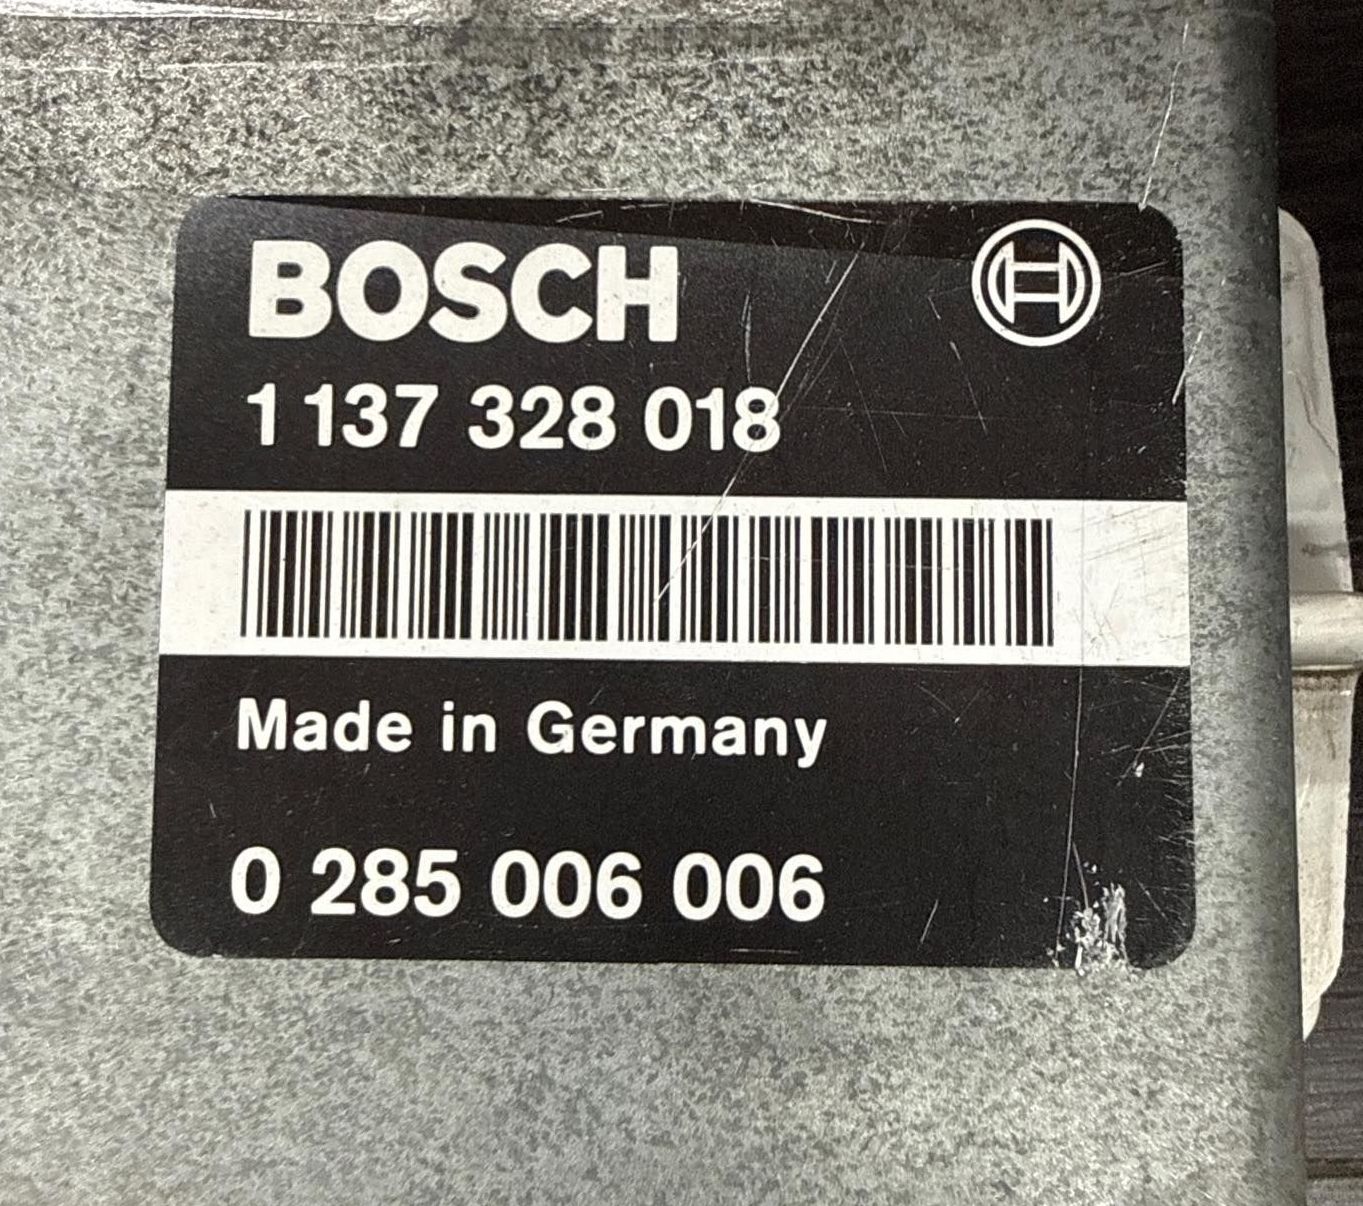 BOSCH
1 137 328 018
Made in Germany
0 285 006 006